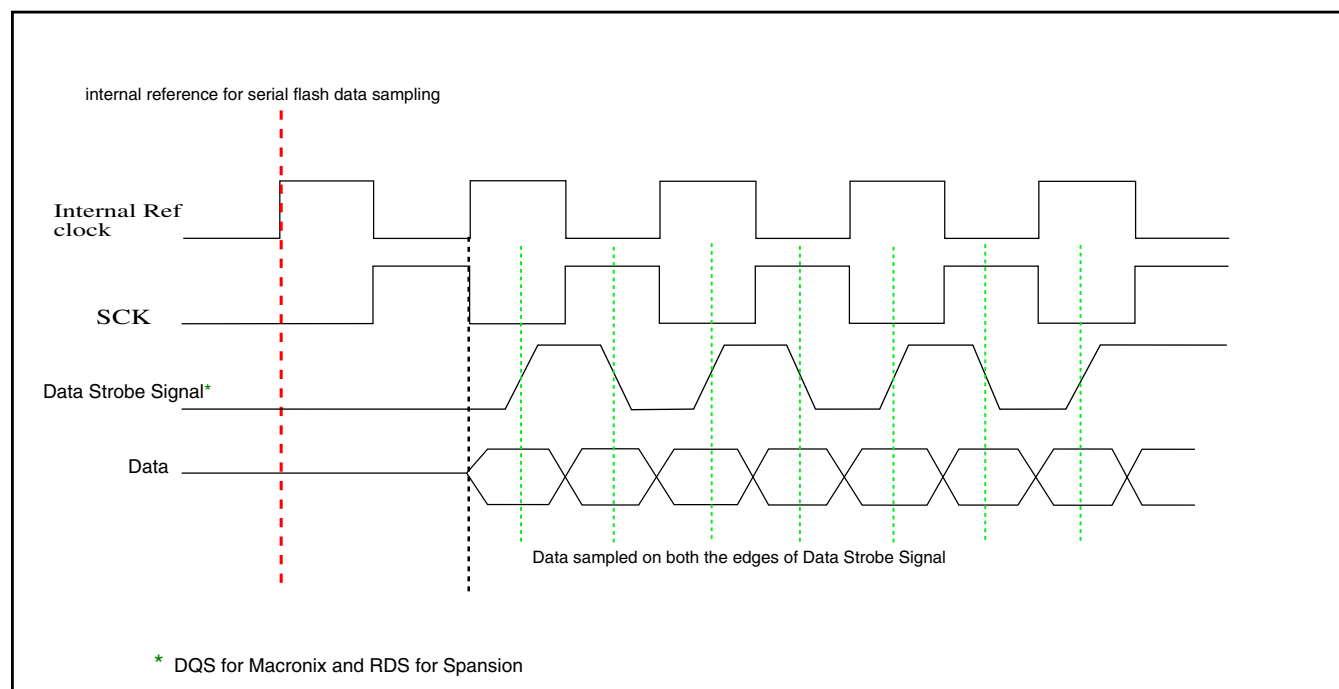 internal reference for serial flash data sampling
Internal Ref
clock
SCK
Data Strobe Signal*
Data
Data sampled on both the edges of Data Strobe Signal
* DQS for Macronix and RDS for Spansion